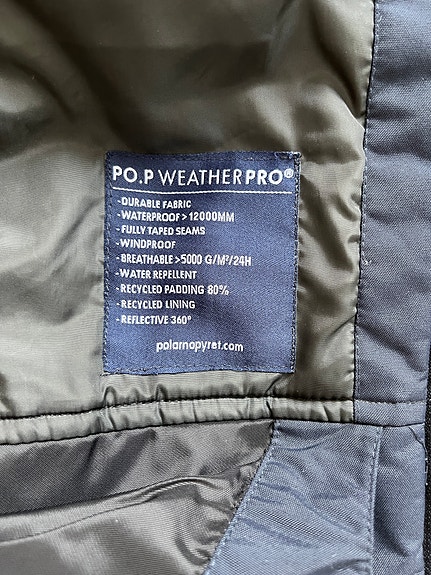 PO.P WEATHERPRO®
-DURABLE FABRIC
-WATERPROOF>12000MM
-FULLY TAPED SEAMS
-WINDPROOF
-BREATHABLE >5000 G/M²/24H
-WATER REPELLENT
-RECYCLED PADDING 80%
-RECYCLED LINING
-REFLECTIVE 360°
polarnopyret.com